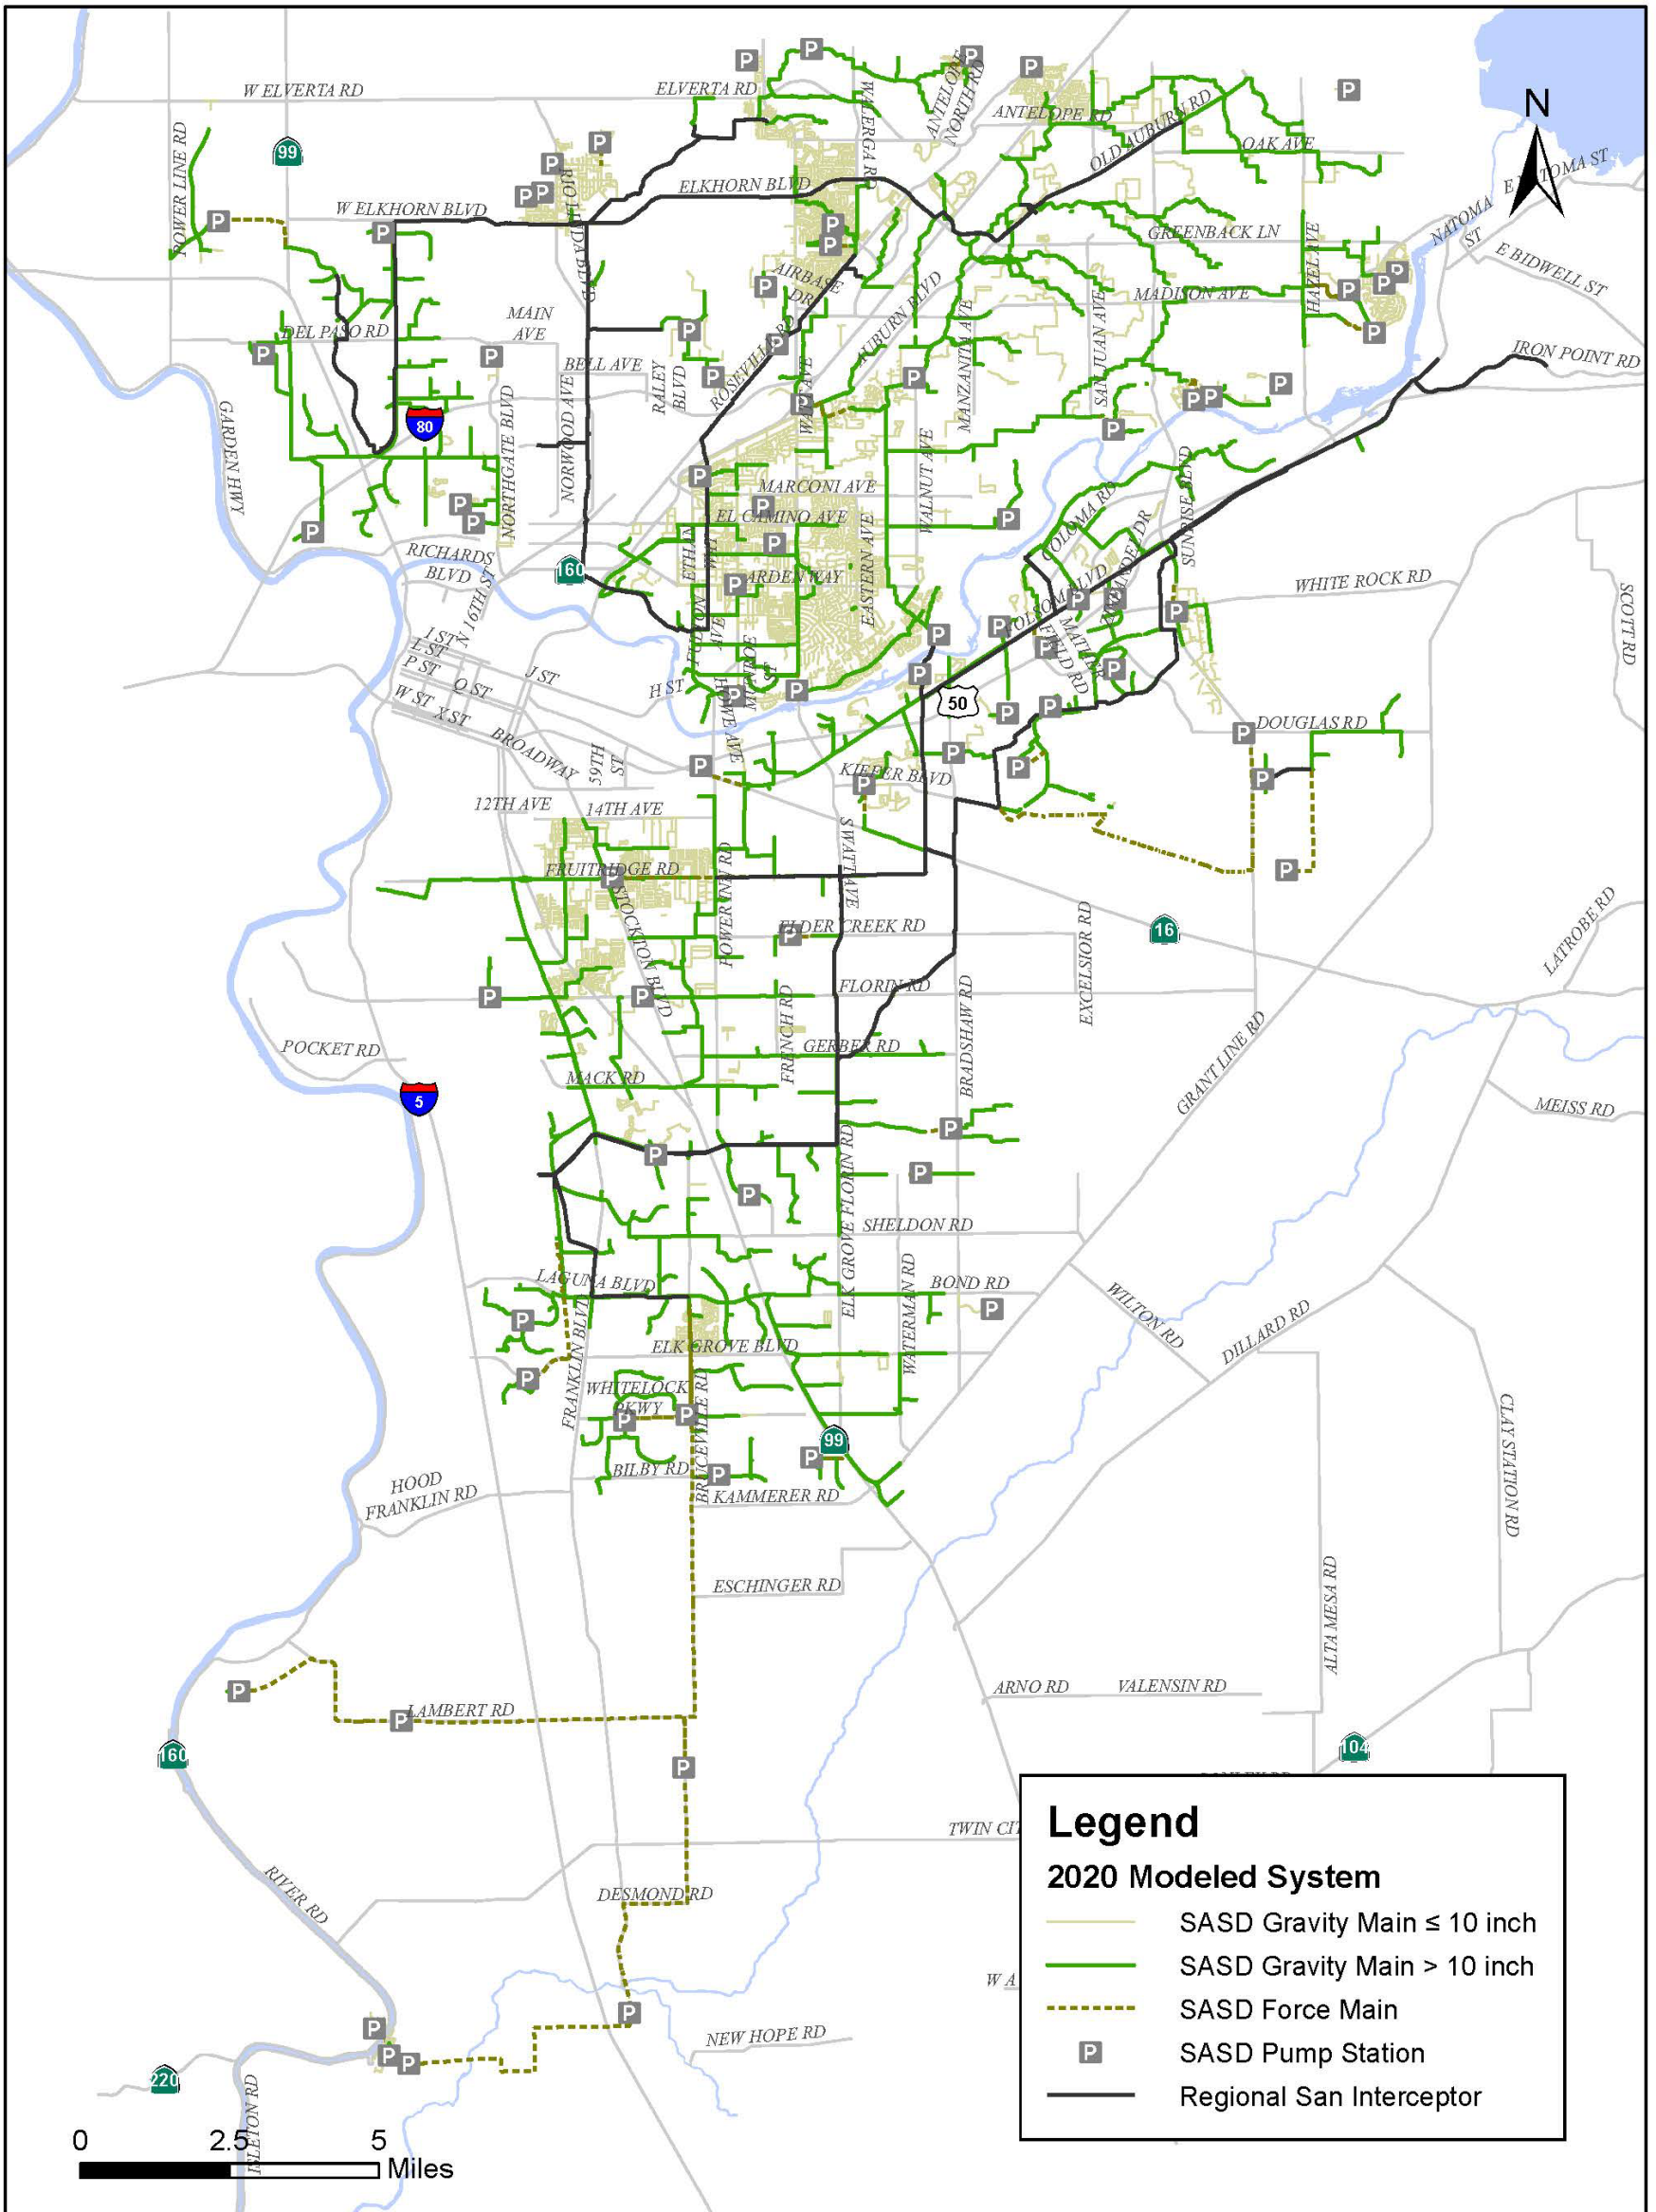 W ELVERTA RD
ELVERTA RD
ANTELOPE
NORTH RD
WALERGA RD
ANTELOPE RD
OLD AUBURN RD
OAK AVE
N
E NATOMA ST
NATOMA
ST
E BIDWELL ST
POWER LINE RD
99
RIO LINDA BLVD
ELKHORN BLVD
W ELKHORN BLVD
GREENBACK LN
HAZEL AVE
MADISON AVE
AIRBASE
DR
AUBURN BLVD
MANZANITA AVE
SAN JUAN AVE
IRON POINT RD
MAIN
AVE
DEL PASO RD
BELL AVE
RALEY
BLVD
ROSEVILLE RD
WATT AVE
GARDEN HWY
80
NORTHGATE BLVD
NORWOOD AVE
WALNUT AVE
MARCONI AVE
EL CAMINO AVE
ETHAN
WAY
EASTERN AVE
COLOMA RD
SUNRISE BLVD
RICHARDS
BLVD
160
ARDEN WAY
FOLSOM BLVD
WHITE ROCK RD
SCOTT RD
N 16TH ST
I ST
L ST
P ST
Q ST
W ST
X ST
J ST
H ST
FULTON
AVE
HOWE AVE
MUNROE
ST
MATHER
FIELD RD
50
DOUGLAS RD
BROADWAY
59TH
ST
KIEFER BLVD
12TH AVE
14TH AVE
S WATT AVE
FRUITRIDGE RD
STOCKTON BLVD
POWER INN RD
ELDER CREEK RD
EXCELSIOR RD
16
LATROBE RD
FLORIN RD
FRENCH RD
BRADSHAW RD
GERBER RD
GRANT LINE RD
POCKET RD
MACK RD
5
MEISS RD
ELK GROVE FLORIN RD
SHELDON RD
LAGUNA BLVD
BOND RD
WATERMAN RD
WILTON RD
DILLARD RD
FRANKLIN BLVD
ELK GROVE BLVD
WHITELOCK
PKWY
BRUCEVILLE RD
CLAY STATION RD
99
BILBY RD
KAMMERER RD
HOOD
FRANKLIN RD
ESCHINGER RD
ALTA MESA RD
ARNO RD
VALENSIN RD
LAMBERT RD
160
104
TWIN CIT
RIVER RD
DESMOND RD
W A
NEW HOPE RD
220
ISLETON RD
Legend
2020 Modeled System
SASD Gravity Main ≤ 10 inch
SASD Gravity Main > 10 inch
SASD Force Main
P SASD Pump Station
Regional San Interceptor
0 2.5 5
Miles